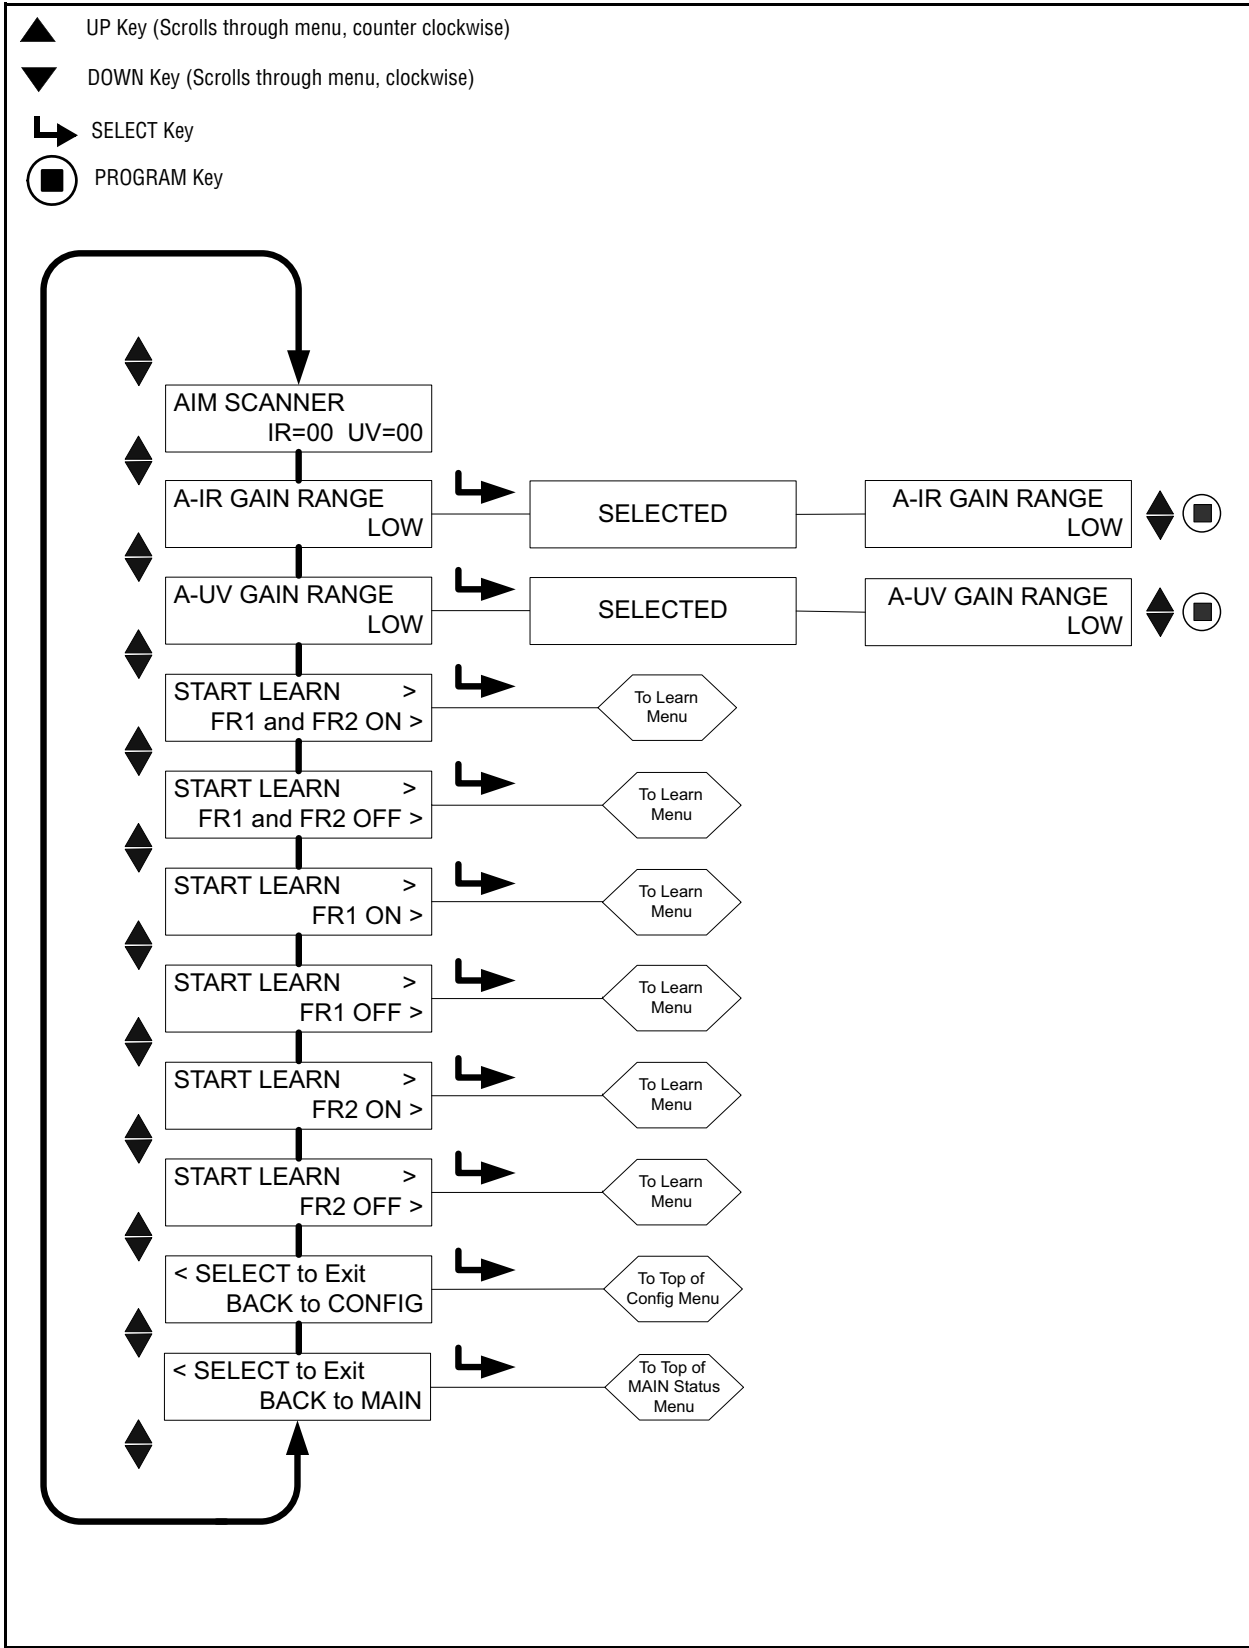 UP Key (Scrolls through menu, counter clockwise)
DOWN Key (Scrolls through menu, clockwise)
SELECT Key
PROGRAM Key
AIM SCANNER
IR=00 UV=00
A-IR GAIN RANGE
LOW
SELECTED
A-IR GAIN RANGE
LOW
A-UV GAIN RANGE
LOW
SELECTED
A-UV GAIN RANGE
LOW
START LEARN >
FR1 and FR2 ON >
To Learn
Menu
START LEARN >
FR1 and FR2 OFF >
To Learn
Menu
START LEARN >
FR1 ON >
To Learn
Menu
START LEARN >
FR1 OFF >
To Learn
Menu
START LEARN >
FR2 ON >
To Learn
Menu
START LEARN >
FR2 OFF >
To Learn
Menu
< SELECT to Exit
BACK to CONFIG
To Top of
Config Menu
< SELECT to Exit
BACK to MAIN
To Top of
MAIN Status
Menu